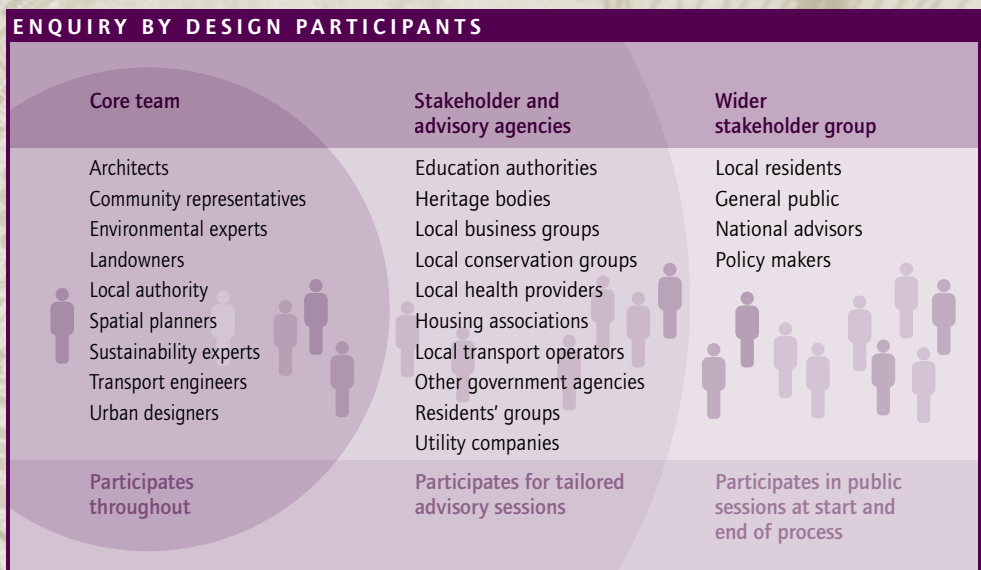 ENQUIRY BY DESIGN PARTICIPANTS
Core team
Architects
Community representatives
Environmental experts
Landowners
Local authority
Spatial planners
Sustainability experts
Transport engineers
Urban designers
Participates
throughout
Stakeholder and
advisory agencies
Education authorities
Heritage bodies
Local business groups
Local conservation groups
Local health providers
Housing associations
Local transport operators
Other government agencies
Residents' groups
Utility companies
Participates for tailored
advisory sessions
Wider
stakeholder group
Local residents
General public
National advisors
Policy makers
Participates in public
sessions at start and
end of process